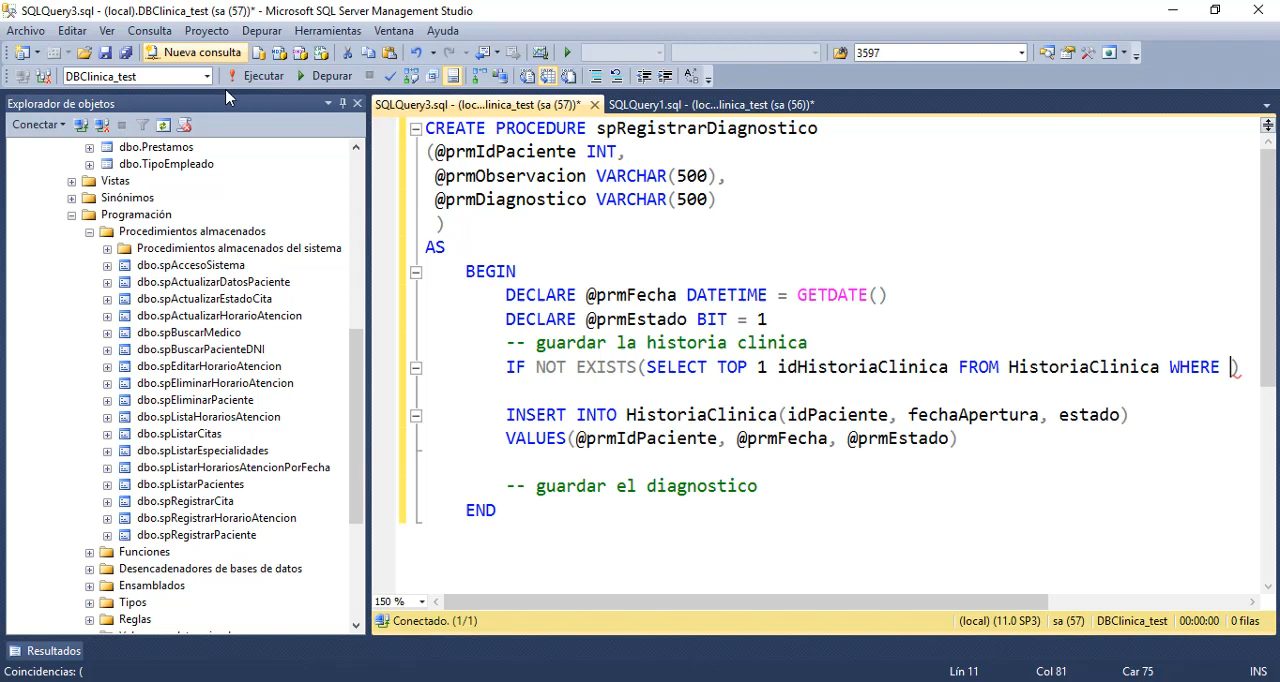 SQLQuery3.sql - (local).DBClinica_test (sa (57))* - Microsoft SQL Server Management Studio
Archivo Editar Ver Consulta Proyecto Depurar Herramientas Ventana Ayuda
Nueva consulta 3597
DBClinica_test Ejecutar Depurar
Explorador de objetos
SQLQuery3.sql - (loc...linica_test (sa (57))* SQLQuery1.sql - (loc...linica_test (sa (56))*
Conectar
dbo.Prestamos
dbo.TipoEmpleado
Vistas
Sinónimos
Programación
Procedimientos almacenados
Procedimientos almacenados del sistema
dbo.spAccesoSistema
dbo.spActualizarDatosPaciente
dbo.spActualizarEstadoCita
dbo.spActualizarHorarioAtencion
dbo.spBuscarMedico
dbo.spBuscarPacienteDNI
dbo.spEditarHorarioAtencion
dbo.spEliminarHorarioAtencion
dbo.spEliminarPaciente
dbo.spListaHorariosAtencion
dbo.spListarCitas
dbo.spListarEspecialidades
dbo.spListarHorariosAtencionPorFecha
dbo.spListarPacientes
dbo.spRegistrarCita
dbo.spRegistrarHorarioAtencion
dbo.spRegistrarPaciente
Funciones
Desencadenadores de bases de datos
Ensamblados
Tipos
Reglas
CREATE PROCEDURE spRegistrarDiagnostico
(@prmIdPaciente INT,
@prmObservacion VARCHAR(500),
@prmDiagnostico VARCHAR(500)
)
AS
BEGIN
DECLARE @prmFecha DATETIME = GETDATE()
DECLARE @prmEstado BIT = 1
-- guardar la historia clinica
IF NOT EXISTS(SELECT TOP 1 idHistoriaClinica FROM HistoriaClinica WHERE )
INSERT INTO HistoriaClinica(idPaciente, fechaApertura, estado)
VALUES(@prmIdPaciente, @prmFecha, @prmEstado)
-- guardar el diagnostico
END
150 %
Conectado. (1/1) (local) (11.0 SP3) sa (57) DBClinica_test 00:00:00 0 filas
Resultados
Coincidencias: ( Lín 11 Col 81 Car 75 INS